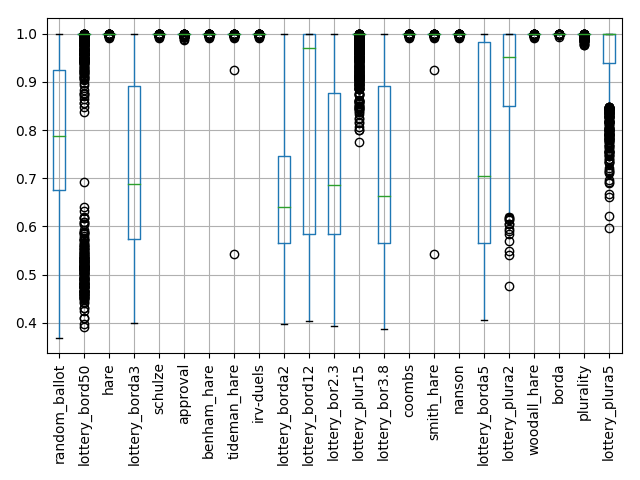 1.0
0.9
0.8
0.7
0.6
0.5
0.4
random_ballot
lottery_bord50
hare
lottery_borda3
schulze
approval
benham_hare
tideman_hare
irv-duels
lottery_borda2
lottery_bord12
lottery_bor2.3
lottery_plur15
lottery_bor3.8
coombs
smith_hare
nanson
lottery_borda5
lottery_plura2
woodall_hare
borda
plurality
lottery_plura5